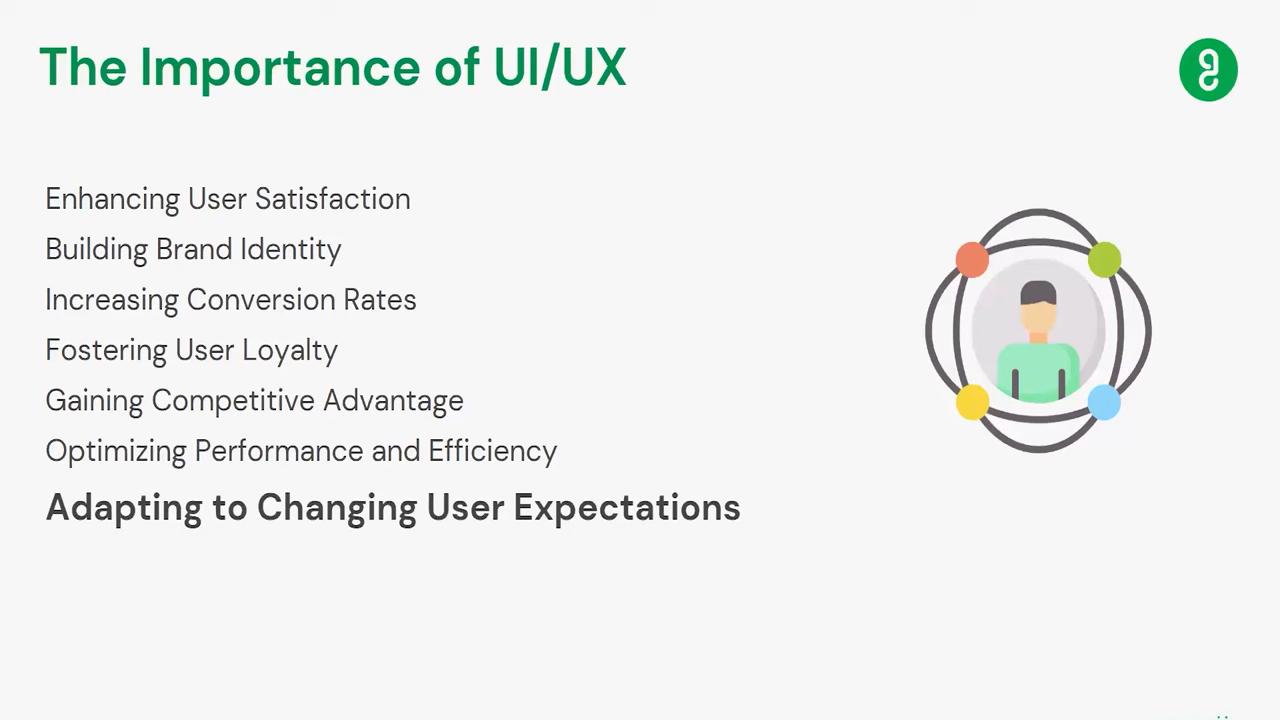 The Importance of UI/UX
Enhancing User Satisfaction
Building Brand Identity
Increasing Conversion Rates
Fostering User Loyalty
Gaining Competitive Advantage
Optimizing Performance and Efficiency
Adapting to Changing User Expectations